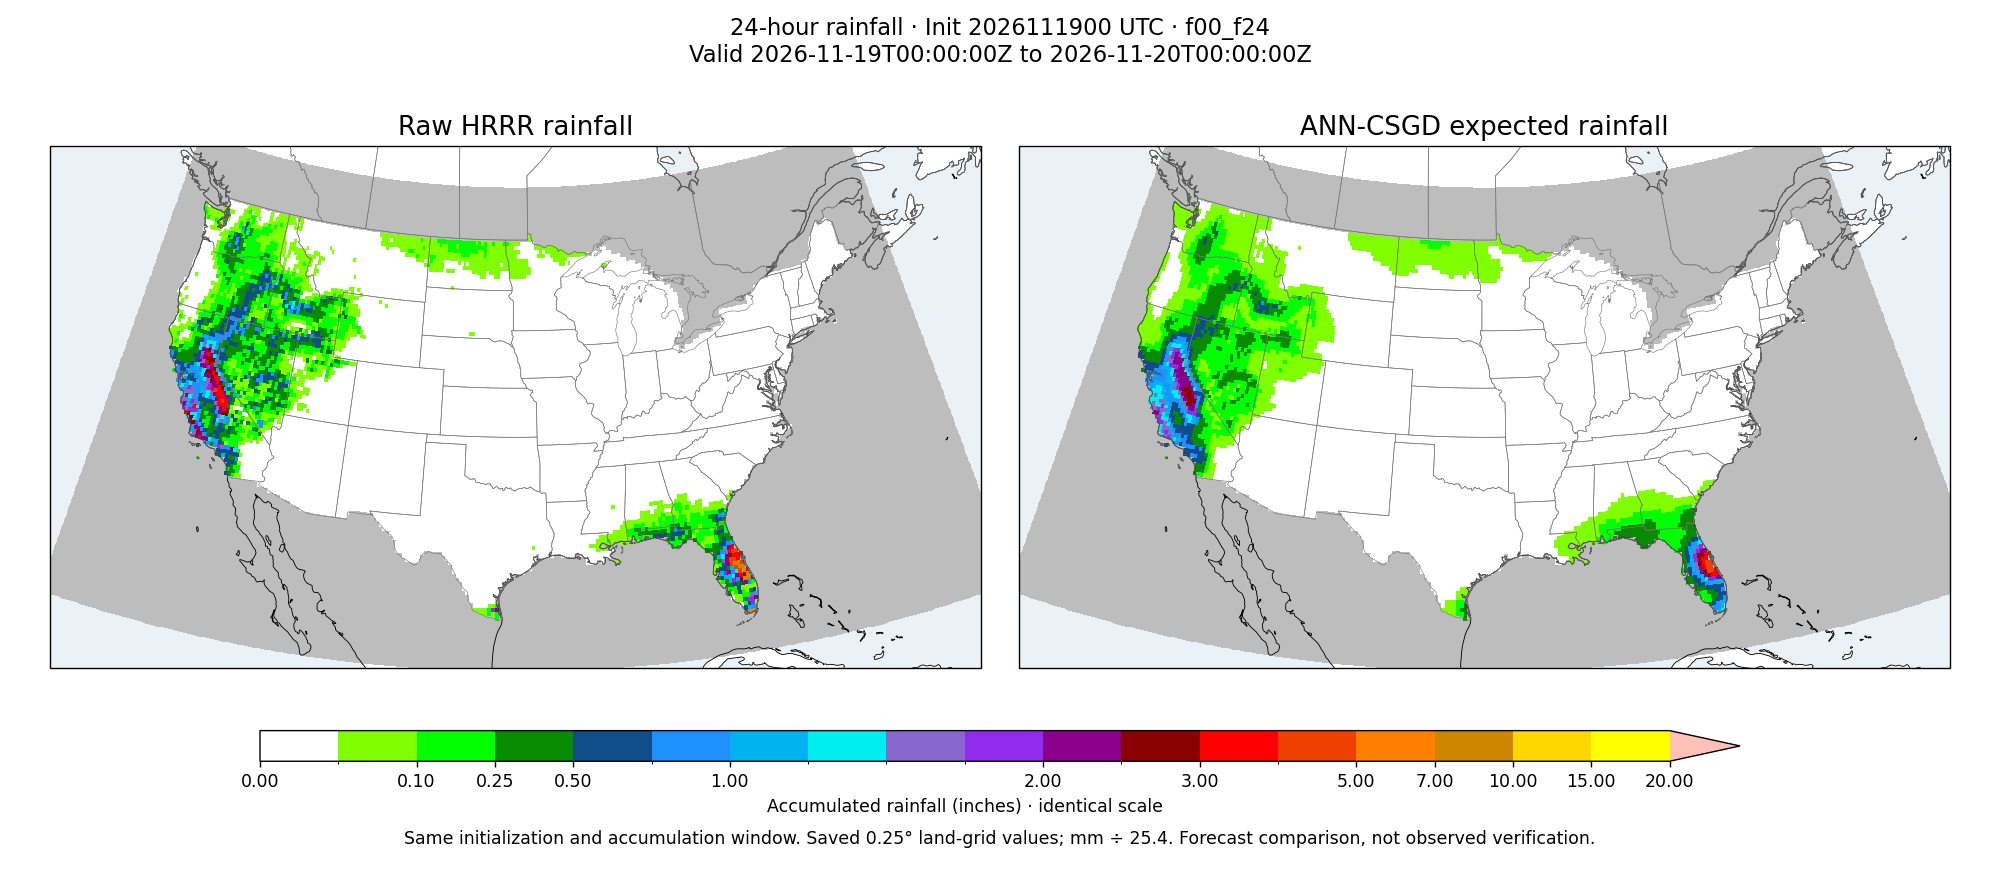 24-hour rainfall · Init 2026111900 UTC · f00_f24
Valid 2026-11-19T00:00:00Z to 2026-11-20T00:00:00Z
Raw HRRR rainfall
ANN-CSGD expected rainfall
0.00 0.10 0.25 0.50 1.00 2.00 3.00 5.00 7.00 10.00 15.00 20.00
Accumulated rainfall (inches) · identical scale
Same initialization and accumulation window. Saved 0.25° land-grid values; mm ÷ 25.4. Forecast comparison, not observed verification.